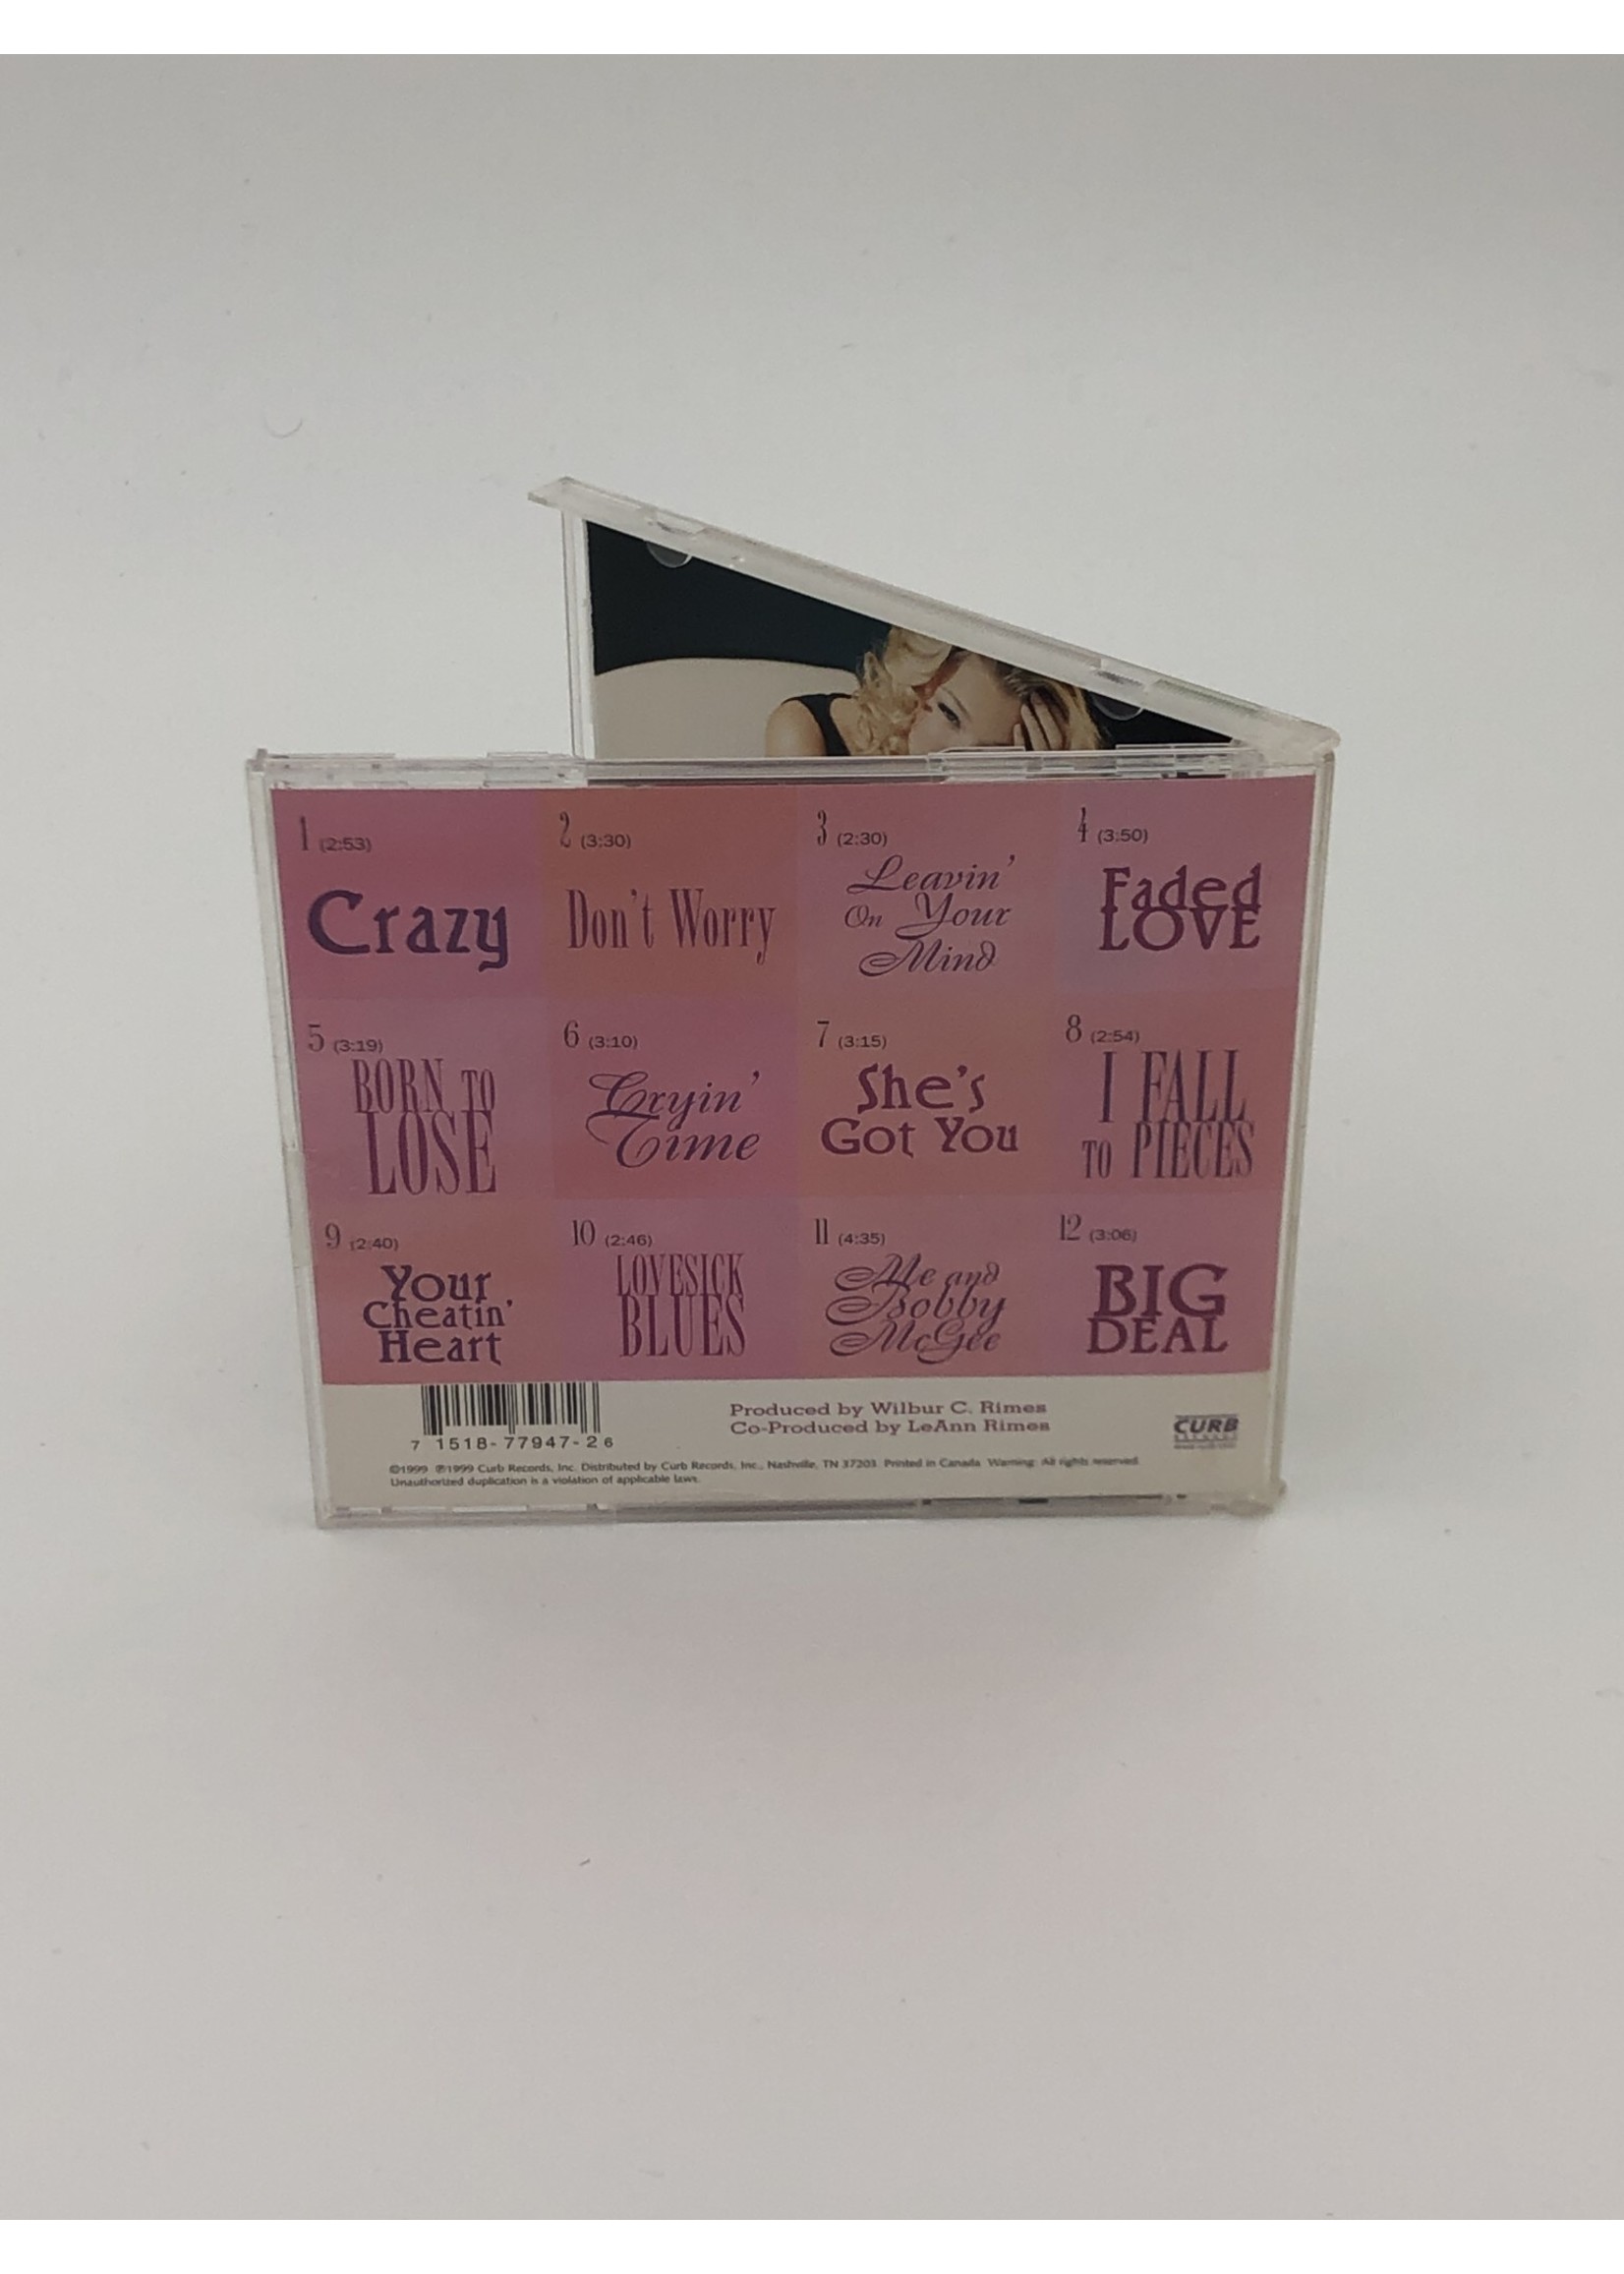 1 (2:53)
Crazy
2 (3:30)
Don't Worry
3 (2:30)
Leavin'
On Your
Mind
4 (3:50)
Faded
LOVE
5 (3:19)
BORN TO
LOSE
6 (3:10)
Cryin'
Time
7 (3:15)
She's
Got You
8 (2:54)
I FALL
TO PIECES
9 (2:40)
Your
Cheatin'
Heart
10 (2:46)
LOVESICK
BLUES
11 (4:35)
Me and
Bobby
McGee
12 (3:06)
BIG
DEAL
7 1518-77947-2 6
Produced by Wilbur C. Rimes
Co-Produced by LeAnn Rimes
CURB
©1999 ℗1999 Curb Records, Inc. Distributed by Curb Records, Inc., Nashville, TN 37203. Printed in Canada. Warning: All rights reserved.
Unauthorized duplication is a violation of applicable laws.